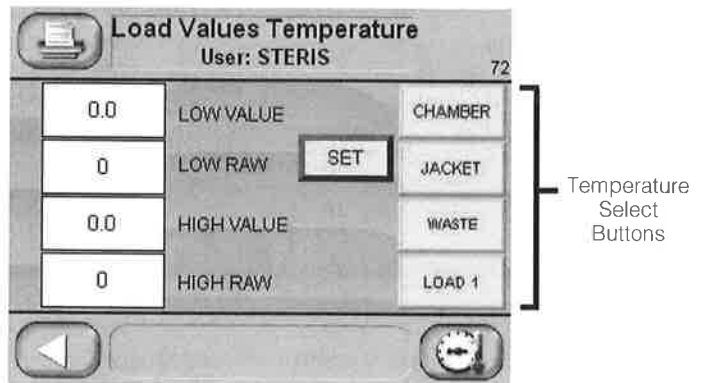 Load Values Temperature
User: STERIS
72
0.0 LOW VALUE CHAMBER
0 LOW RAW SET JACKET
0.0 HIGH VALUE WASTE
0 HIGH RAW LOAD 1
Temperature
Select
Buttons